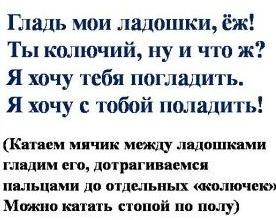 Гладь мои ладошки, ёж!
Ты колючий, ну и что ж?
Я хочу тебя погладить.
Я хочу с тобой поладить!
(Катаем мячик между ладошками
гладим его, дотрагиваемся
пальцами до отдельных «колючек»
Можно катать стопой по полу)